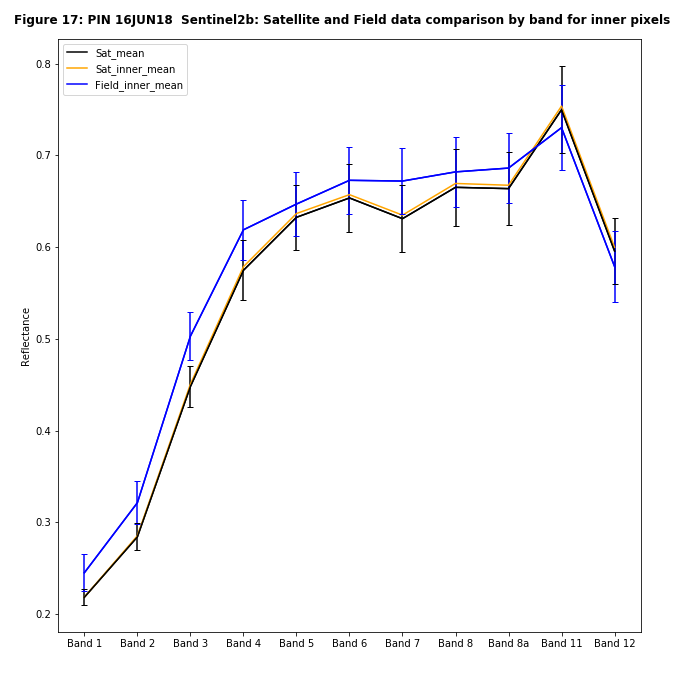 Figure 17: PIN 16JUN18  Sentinel2b: Satellite and Field data comparison by band for inner pixels
Sat_mean
Sat_inner_mean
Field_inner_mean
Reflectance
0.8
0.7
0.6
0.5
0.4
0.3
0.2
Band 1 Band 2 Band 3 Band 4 Band 5 Band 6 Band 7 Band 8 Band 8a Band 11 Band 12